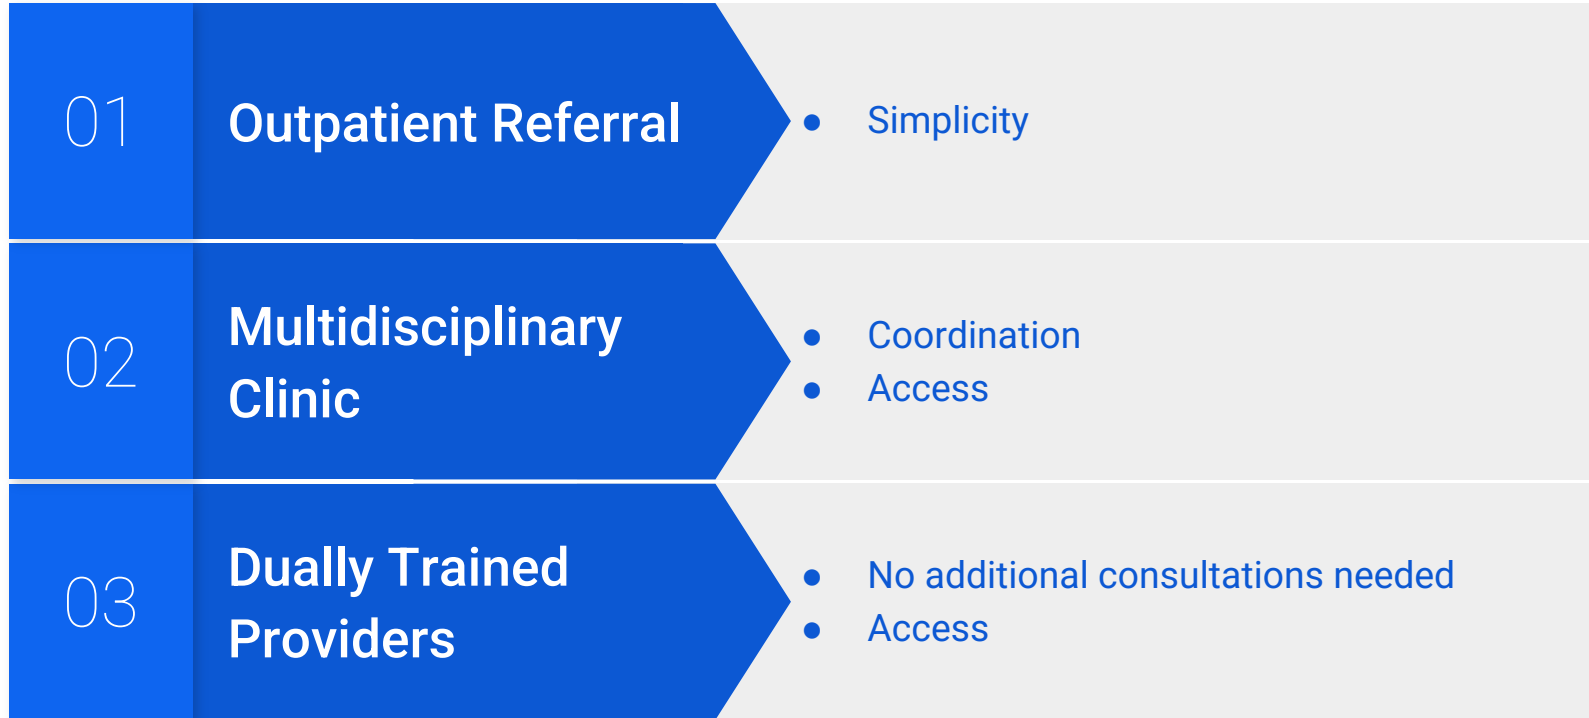 01
Outpatient Referral
● Simplicity
02
Multidisciplinary
Clinic
● Coordination
● Access
03
Dually Trained
Providers
● No additional consultations needed
● Access